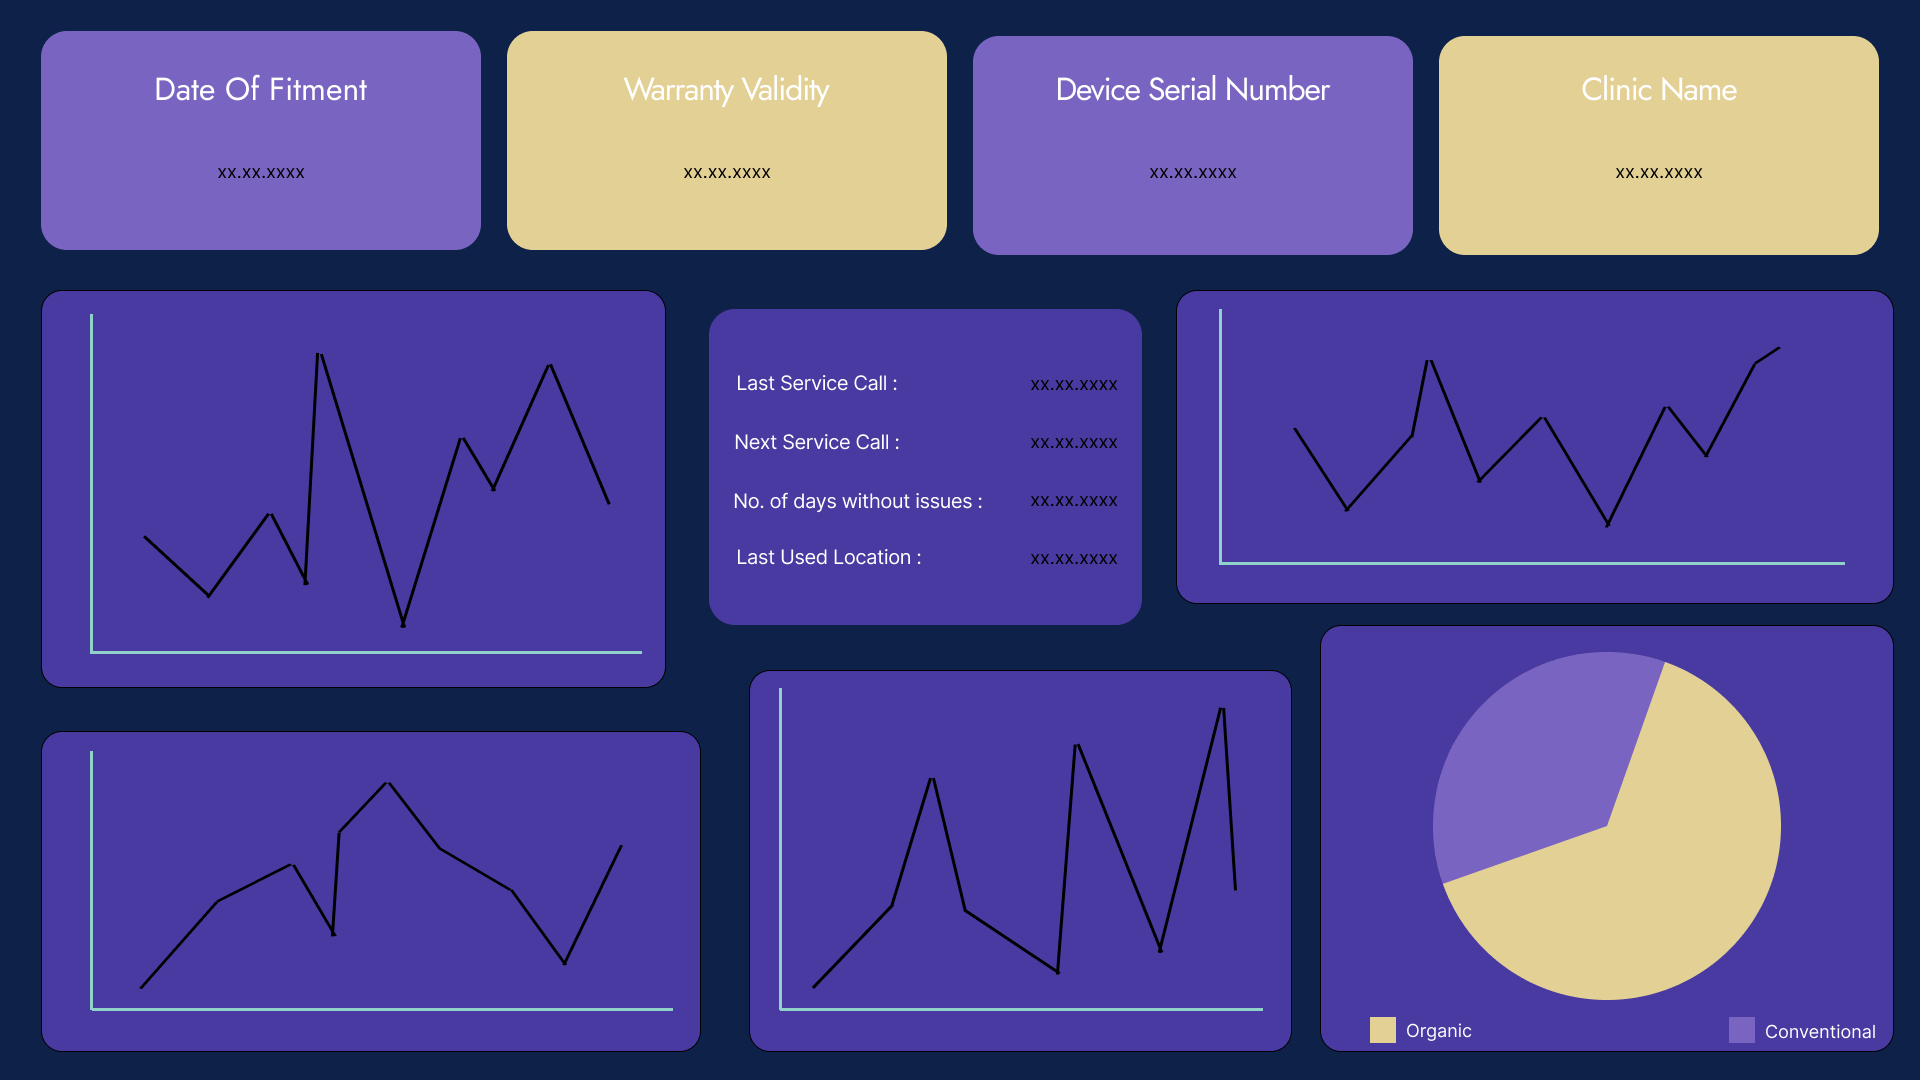 Date Of Fitment
xx.xx.xxxx
Warranty Validity
xx.xx.xxxx
Device Serial Number
xx.xx.xxxx
Clinic Name
xx.xx.xxxx
Last Service Call : xx.xx.xxxx
Next Service Call : xx.xx.xxxx
No. of days without issues : xx.xx.xxxx
Last Used Location : xx.xx.xxxx
Organic
Conventional